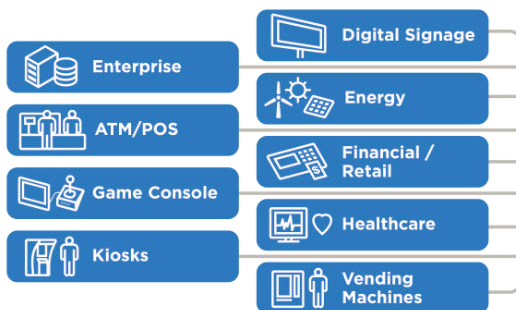 Enterprise
ATM/POS
Game Console
Kiosks
Digital Signage
Energy
Financial /
Retail
Healthcare
Vending
Machines